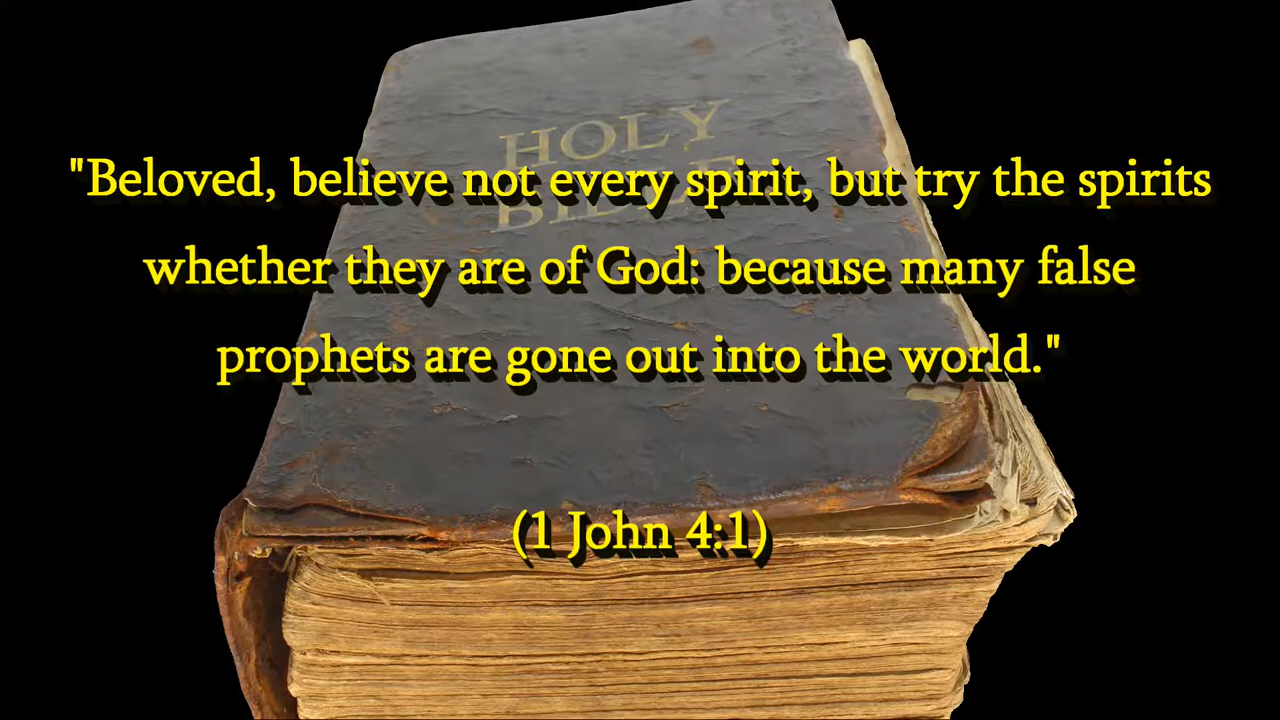 HOLY
BIBLE
"Beloved, believe not every spirit, but try the spirits
whether they are of God: because many false
prophets are gone out into the world."
(1 John 4:1)